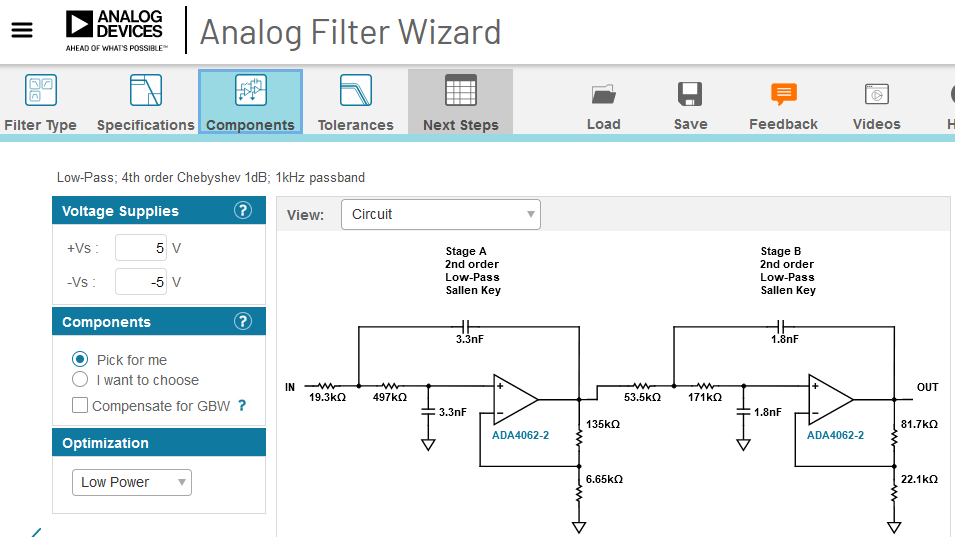 ANALOG
DEVICES
AHEAD OF WHAT'S POSSIBLE™
Analog Filter Wizard
Filter Type
Specifications
Components
Tolerances
Next Steps
Load
Save
Feedback
Videos
H
Low-Pass; 4th order Chebyshev 1dB; 1kHz passband
Voltage Supplies ?
+Vs : 5 V
-Vs : -5 V
Components ?
Pick for me
I want to choose
Compensate for GBW ?
Optimization
Low Power
View: Circuit
Stage A
2nd order
Low-Pass
Sallen Key
3.3nF
IN
19.3kΩ
497kΩ
3.3nF
+
−
ADA4062-2
135kΩ
6.65kΩ
Stage B
2nd order
Low-Pass
Sallen Key
1.8nF
53.5kΩ
171kΩ
1.8nF
+
−
ADA4062-2
OUT
81.7kΩ
22.1kΩ